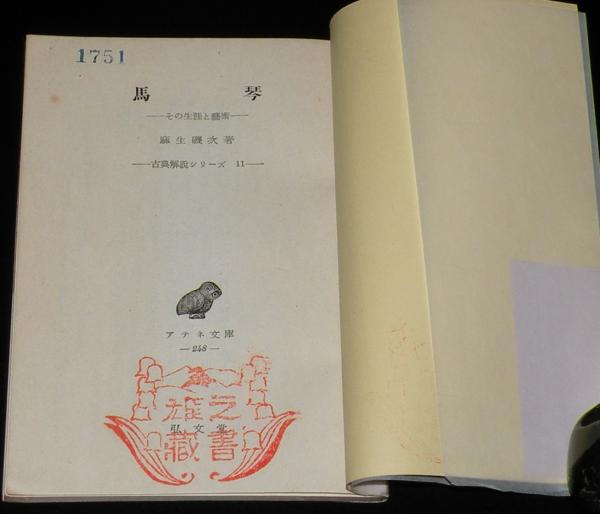 1751
馬琴
——その生涯と藝術——
麻生磯次著
——古典解説シリーズ 11——
アテネ文庫
—248—
弘文堂
之
藏書